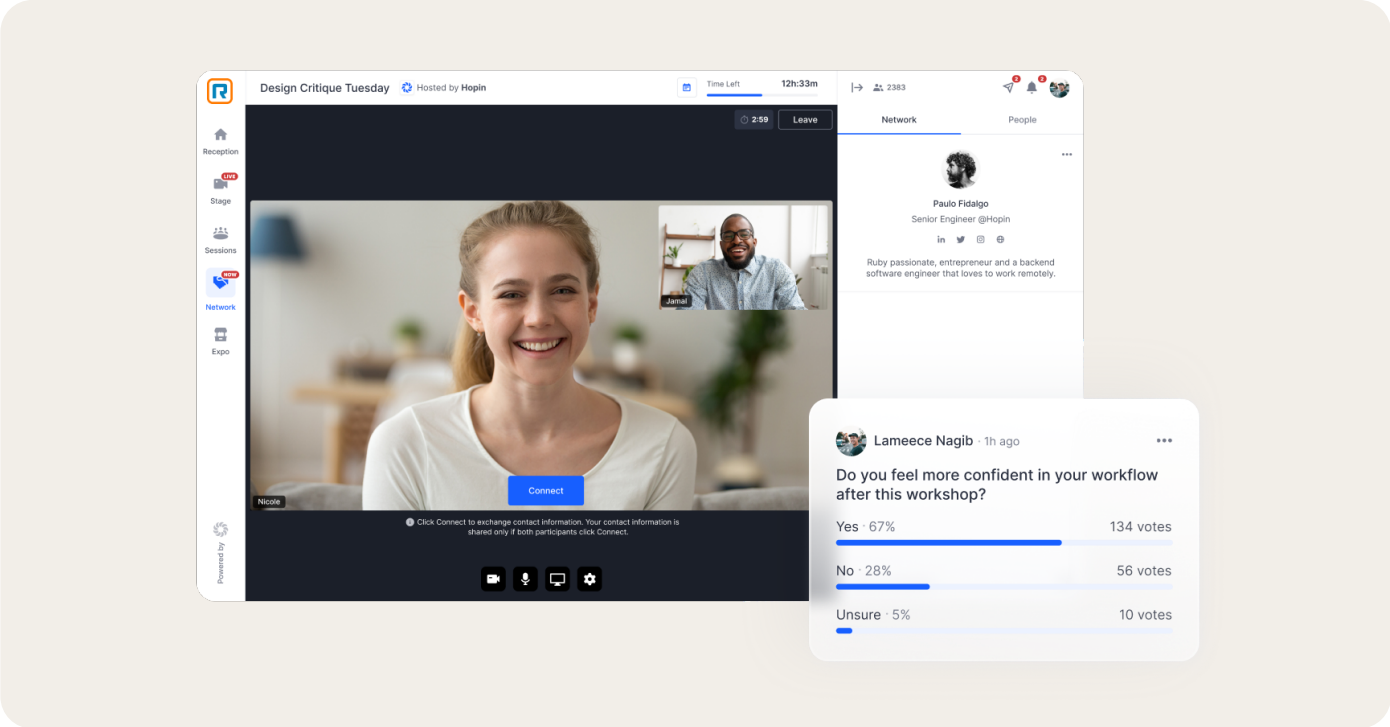 Design Critique Tuesday
Hosted by Hopin
Time Left
12h:33m
2383
2
2
Reception
LIVE
Stage
Sessions
NOW
Network
Expo
Powered by
2:59
Leave
Jamal
Nicole
Connect
Click Connect to exchange contact information. Your contact information is
shared only if both participants click Connect.
Network
People
Paulo Fidalgo
Senior Engineer @Hopin
Ruby passionate, entrepreneur and a backend
software engineer that loves to work remotely.
Lameece Nagib · 1h ago
Do you feel more confident in your workflow
after this workshop?
Yes · 67% 134 votes
No · 28% 56 votes
Unsure · 5% 10 votes